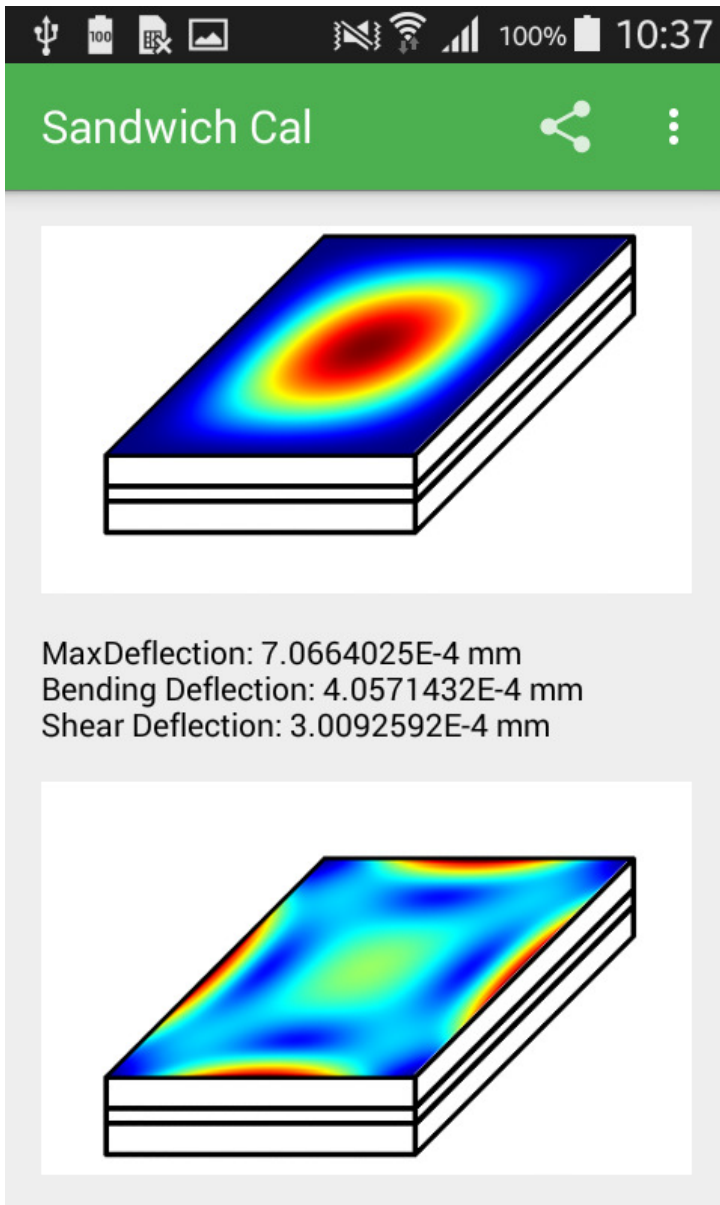 100 100% 10:37
Sandwich Cal
MaxDeflection: 7.0664025E-4 mm
Bending Deflection: 4.0571432E-4 mm
Shear Deflection: 3.0092592E-4 mm